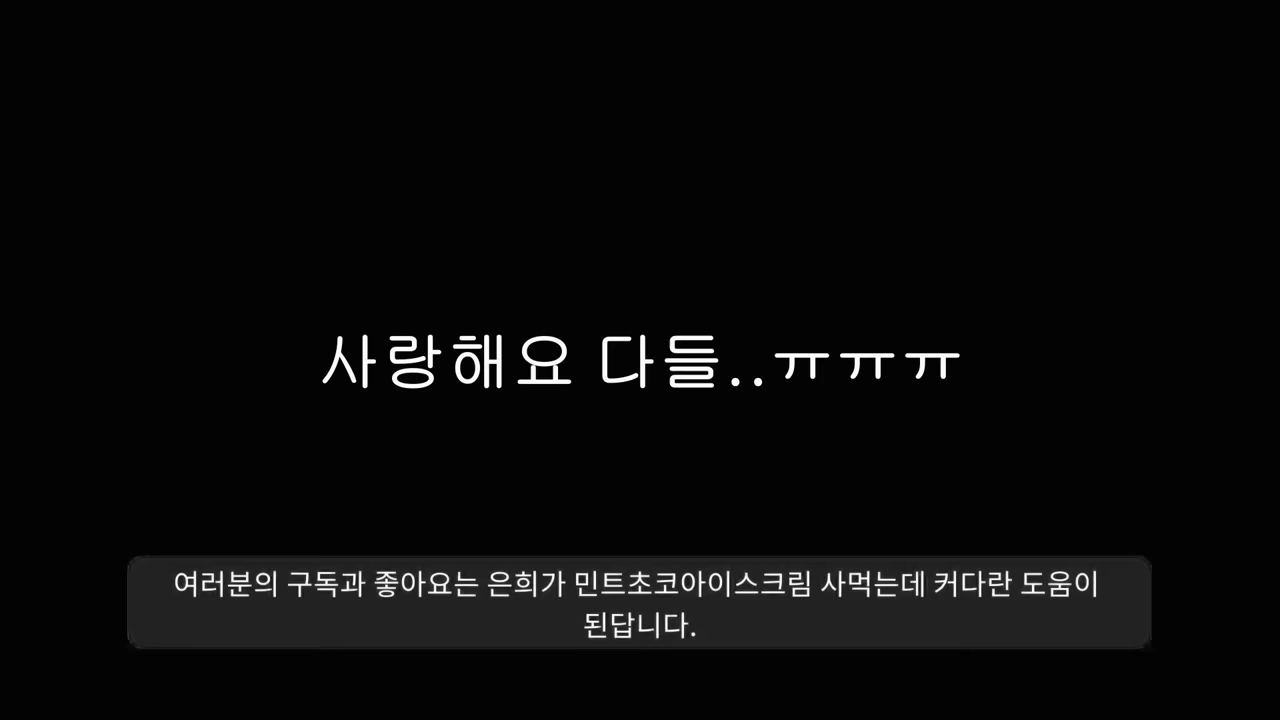 사랑해요 다들..ㅠㅠㅠ
여러분의 구독과 좋아요는 은희가 민트초코아이스크림 사먹는데 커다란 도움이
된답니다.